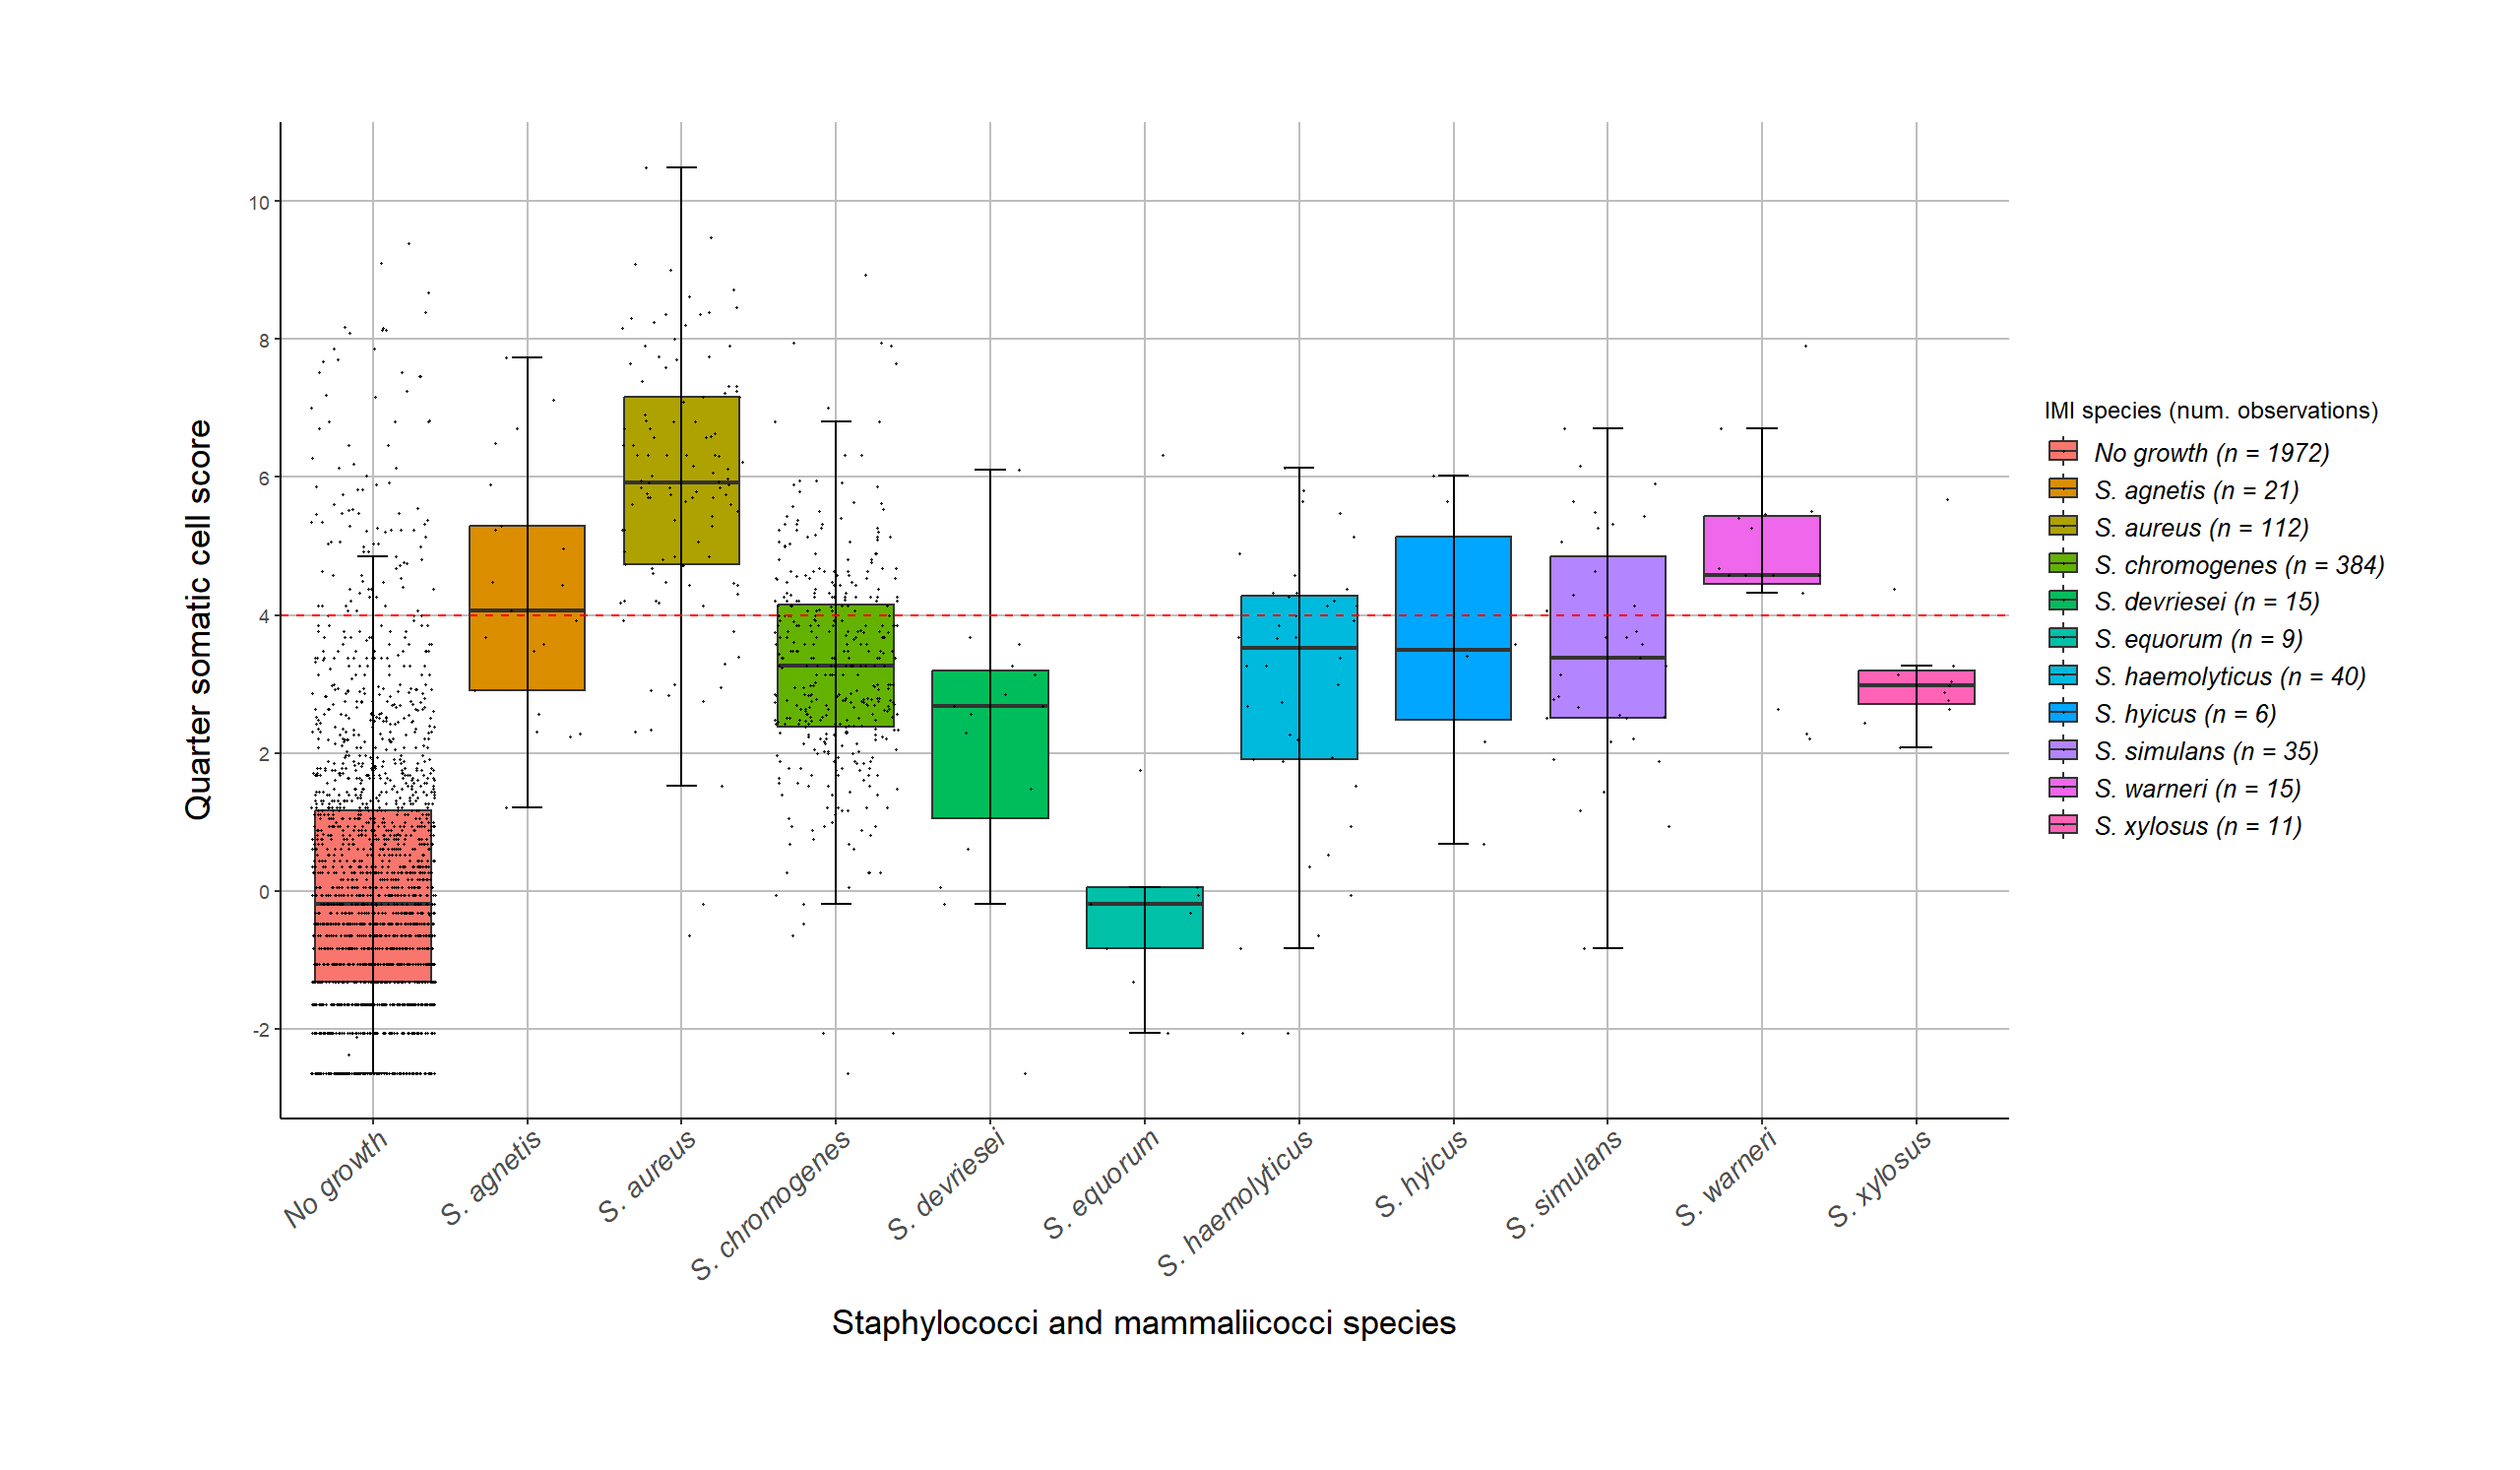 Quarter somatic cell score
10
8
6
4
2
0
-2
No growth
S. agnetis
S. aureus
S. chromogenes
S. devriesei
S. equorum
S. haemolyticus
S. hyicus
S. simulans
S. warneri
S. xylosus
Staphylococci and mammaliicocci species
IMI species (num. observations)
No growth (n = 1972)
S. agnetis (n = 21)
S. aureus (n = 112)
S. chromogenes (n = 384)
S. devriesei (n = 15)
S. equorum (n = 9)
S. haemolyticus (n = 40)
S. hyicus (n = 6)
S. simulans (n = 35)
S. warneri (n = 15)
S. xylosus (n = 11)